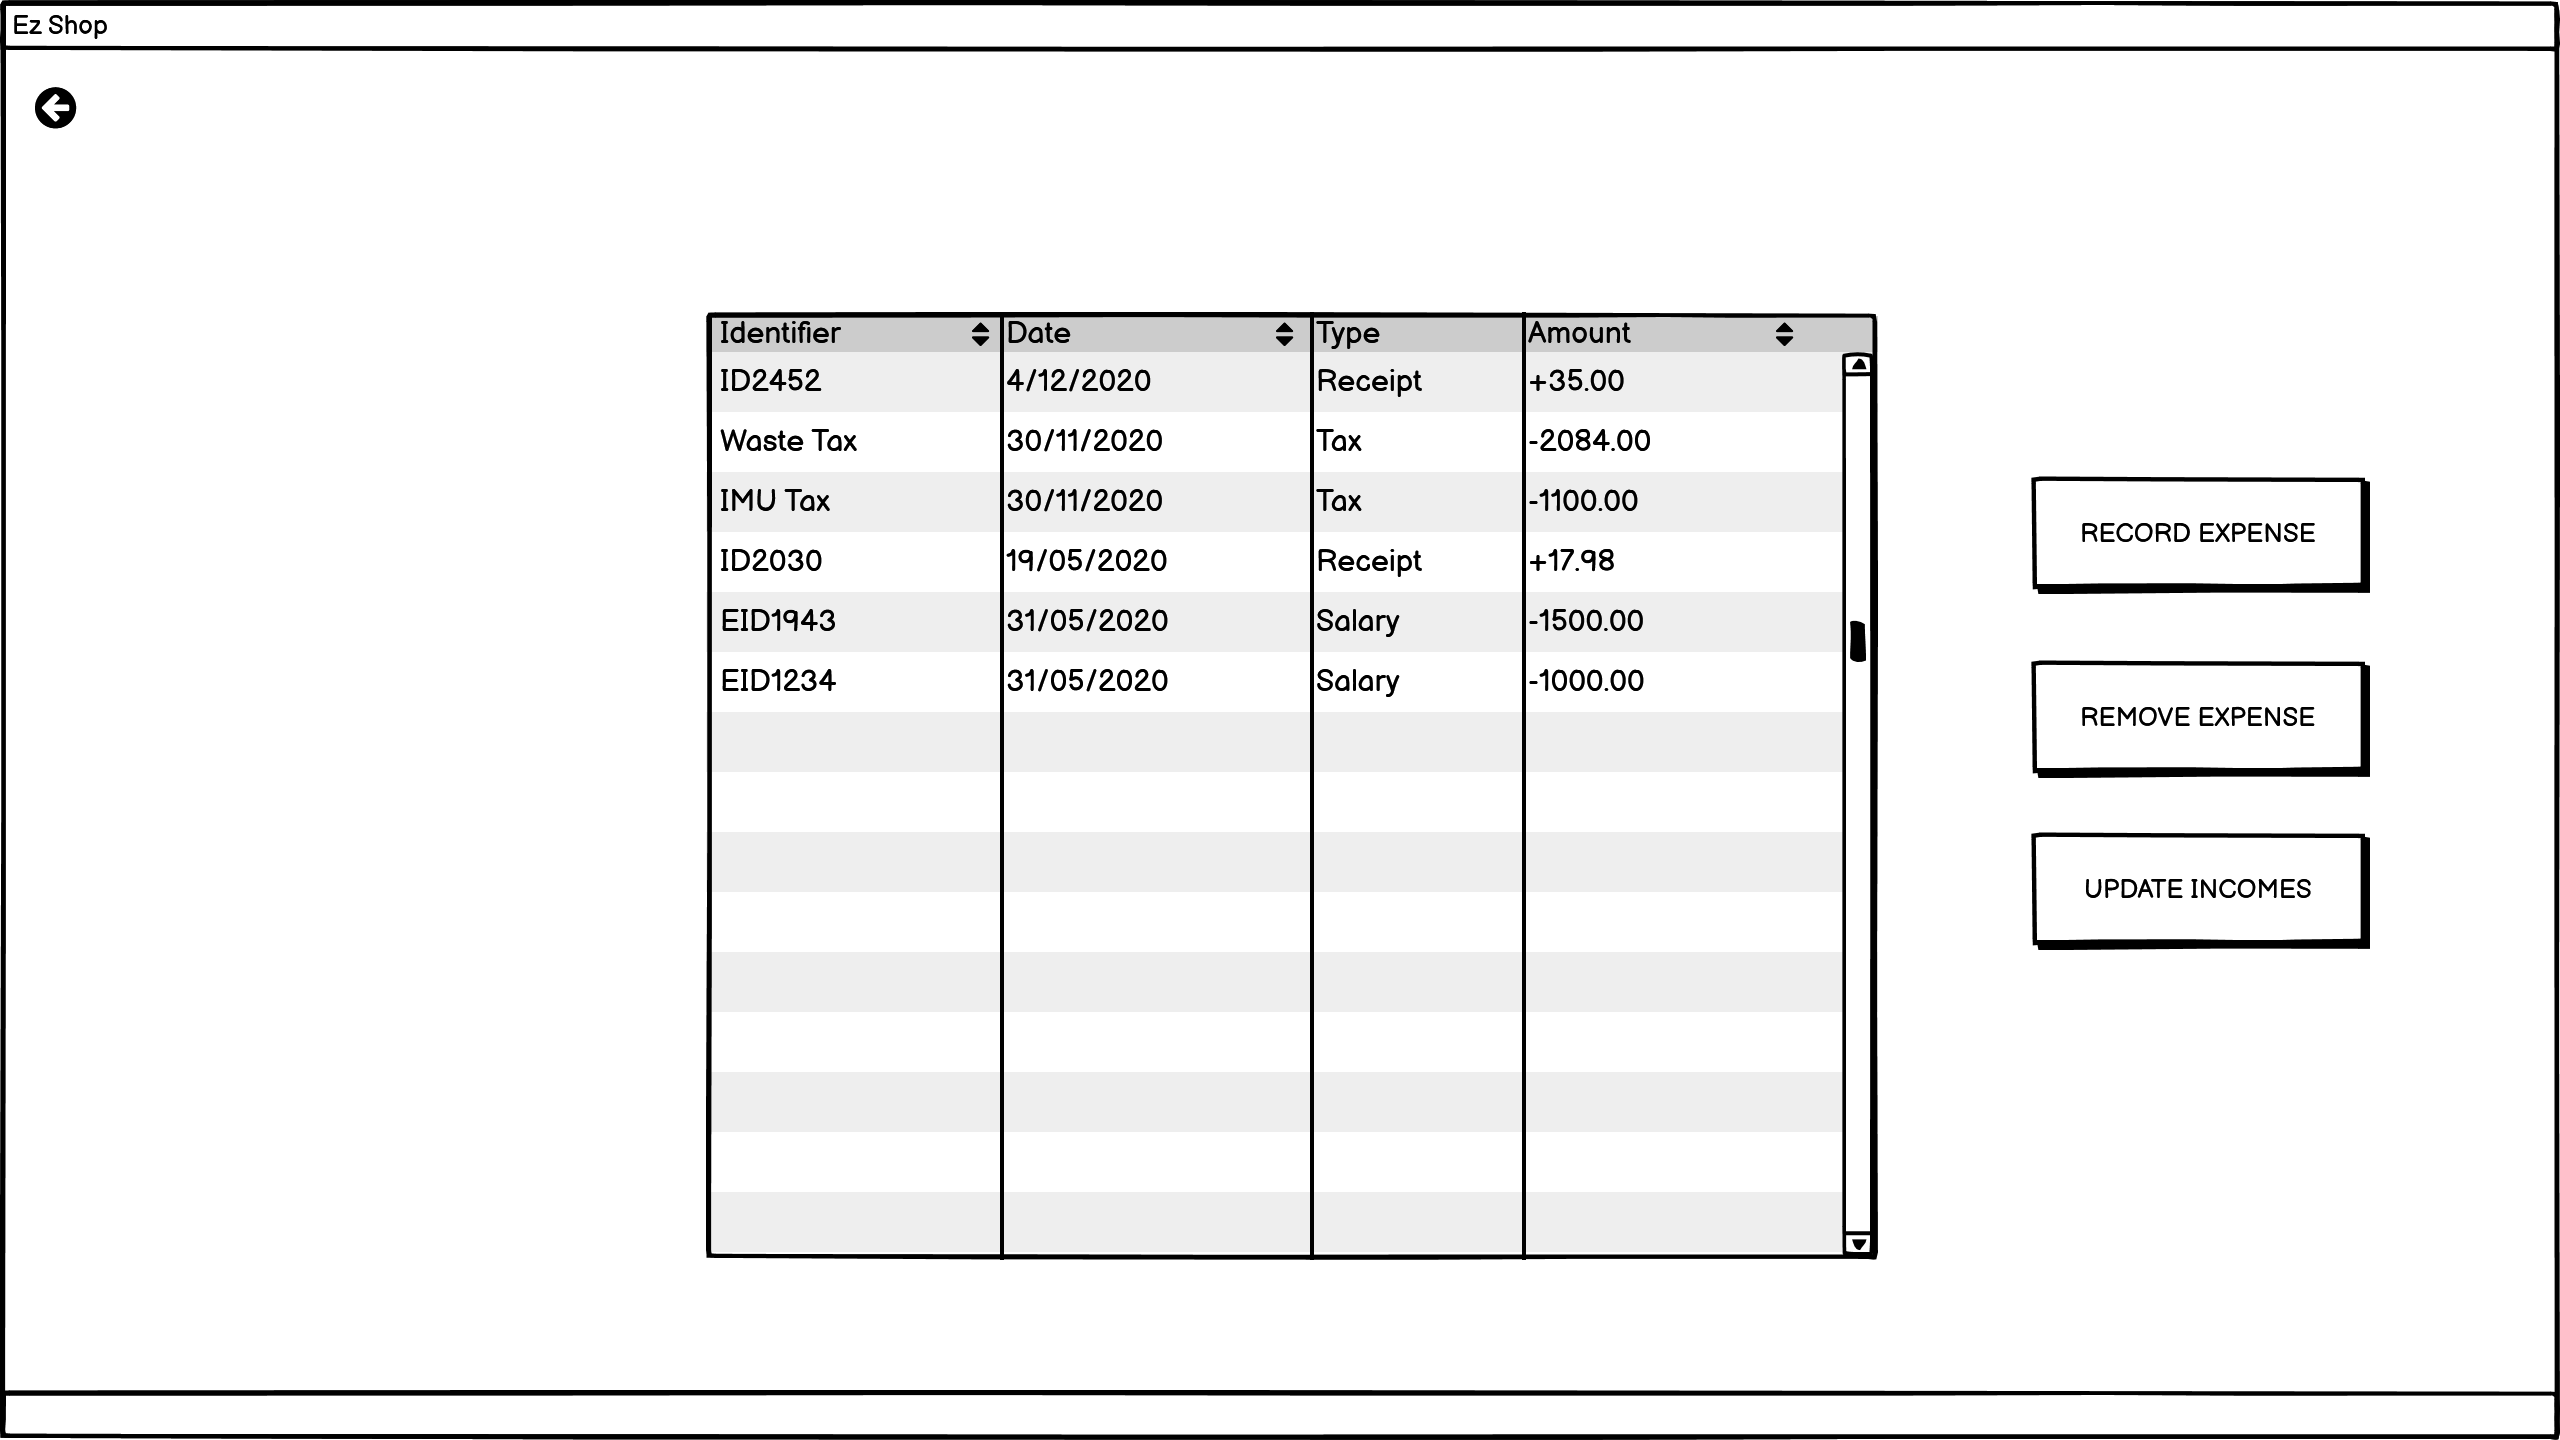 Ez Shop
Identifier Date Type Amount
ID2452 4/12/2020 Receipt +35.00
Waste Tax 30/11/2020 Tax -2084.00
IMU Tax 30/11/2020 Tax -1100.00
ID2030 19/05/2020 Receipt +17.98
EID1943 31/05/2020 Salary -1500.00
EID1234 31/05/2020 Salary -1000.00
RECORD EXPENSE
REMOVE EXPENSE
UPDATE INCOMES